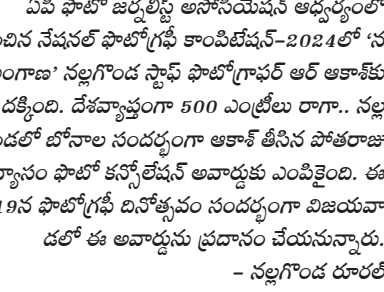 ఏపీ ఫొటో జర్నలిస్ట్ అసోసియేషన్ ఆధ్వర్యంలో
చిన నేషనల్ ఫొటోగ్రఫీ కాంపిటేషన్–2024లో ‘న
ంగాణ’ నల్లగొండ స్టాఫ్ ఫొటోగ్రాఫర్ ఆర్ ఆకాశ్‌కు
దక్కింది. దేశవ్యాప్తంగా 500 ఎంట్రీలు రాగా.. నల్ల
డలో బోనాల సందర్భంగా ఆకాశ్ తీసిన పోతరాజు
్యాసం ఫొటో కన్సోలేషన్ అవార్డుకు ఎంపికైంది. ఈ
19న ఫొటోగ్రఫీ దినోత్సవం సందర్భంగా విజయవా
డలో ఈ అవార్డును ప్రదానం చేయనున్నారు.
– నల్లగొండ రూరల్